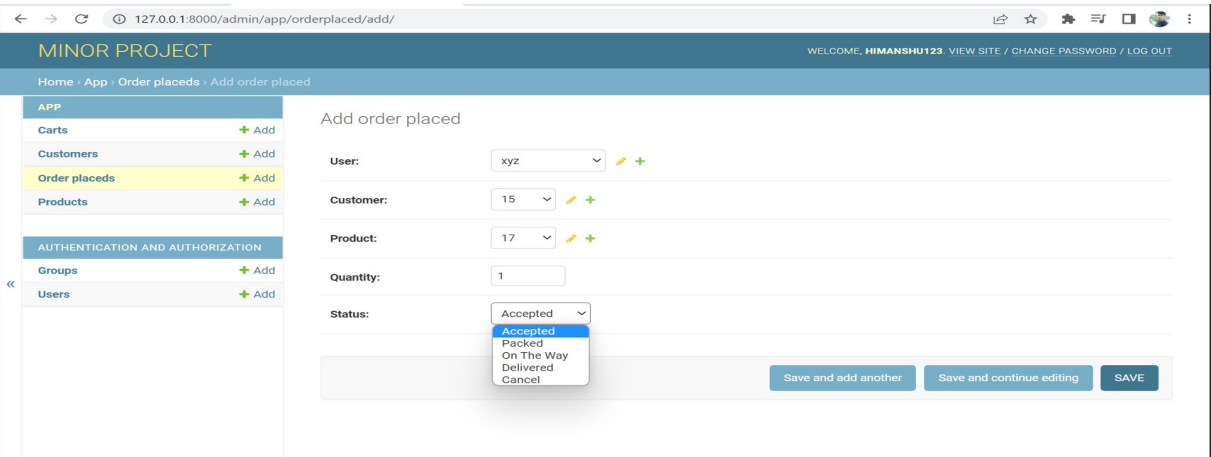 127.0.0.1:8000/admin/app/orderplaced/add/
MINOR PROJECT
WELCOME, HIMANSHU123. VIEW SITE / CHANGE PASSWORD / LOG OUT
Home › App › Order placeds › Add order placed
APP
Carts + Add
Customers + Add
Order placeds + Add
Products + Add
AUTHENTICATION AND AUTHORIZATION
Groups + Add
Users + Add
«
Add order placed
User: xyz
Customer: 15
Product: 17
Quantity: 1
Status: Accepted
Accepted
Packed
On The Way
Delivered
Cancel
Save and add another Save and continue editing SAVE